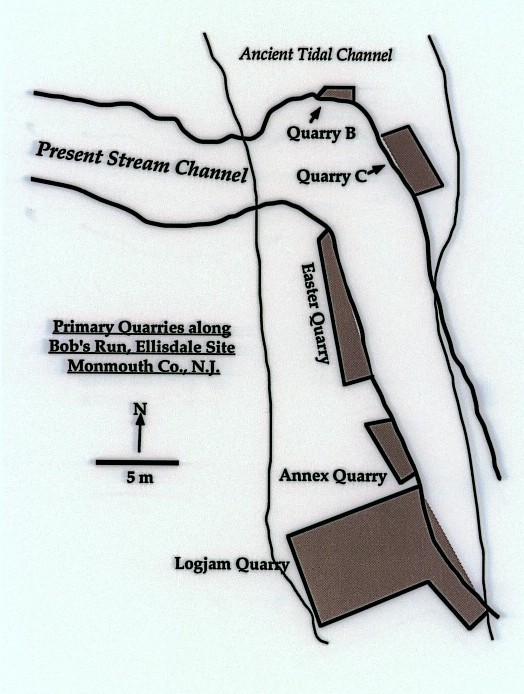 Ancient Tidal Channel
Quarry B
Present Stream Channel
Quarry C
Easter Quarry
Primary Quarries along
Bob's Run, Ellisdale Site
Monmouth Co., N.J.
N
5 m
Annex Quarry
Logjam Quarry